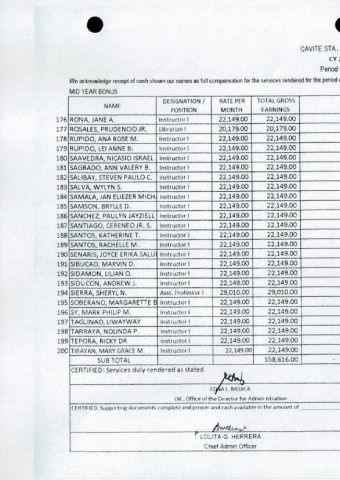 CAVITE STA.
CY
Period
We acknowledge receipt of cash shown our names as full compensation for the services rendered for the period
MID YEAR BONUS
NAME DESIGNATION / POSITION RATE PER MONTH TOTAL GROSS EARNINGS
176 RONA, JANE A. Instructor I 22,149.00 22,149.00
177 ROSALES, PRUDENCIO JR. Librarian I 20,179.00 20,179.00
178 RUPIDO, ANA ROSE M. Instructor I 22,149.00 22,149.00
179 RUPIDO, LEI ANNE B. Instructor I 22,149.00 22,149.00
180 SAAVEDRA, NICASIO ISRAEL Instructor I 22,149.00 22,149.00
181 SAGRADO, ANN VALERY B. Instructor I 22,149.00 22,149.00
182 SALIBAY, STEVEN PAULO C. Instructor I 22,149.00 22,149.00
183 SALVA, WYLYN S. Instructor I 22,149.00 22,149.00
184 SAMALA, JAN ELIEZER MICH Instructor I 22,149.00 22,149.00
185 SAMSON, BRYLLE D. Instructor I 22,149.00 22,149.00
186 SANCHEZ, PAULYN JAYZIELL Instructor I 22,149.00 22,149.00
187 SANTIAGO, CERENEO JR. S. Instructor I 22,149.00 22,149.00
188 SANTOS, KATHERINE T. Instructor I 22,149.00 22,149.00
189 SANTOS, RACHELLE M. Instructor I 22,149.00 22,149.00
190 SENARIS, JOYCE ERIKA SALU Instructor I 22,149.00 22,149.00
191 SIBUCAO, MARVIN D. Instructor I 22,149.00 22,149.00
192 SIDAMON, LILIAN O. Instructor I 22,149.00 22,149.00
193 SIDUCON, ANDREW J. Instructor I 22,149.00 22,149.00
194 SIERRA, SHERYL N. Asst. Professor I 29,010.00 29,010.00
195 SOBERANO, MARGARETTE B Instructor I 22,149.00 22,149.00
196 SY, MARK PHILIP M. Instructor I 22,149.00 22,149.00
197 TAGLINAO, LIWAYWAY Instructor I 22,149.00 22,149.00
198 TARRAYA, NOLINDA P. Instructor I 22,149.00 22,149.00
199 TEPORA, RICKY DR Instructor I 22,149.00 22,149.00
200 TIBAYAN, MARY GRACE M. Instructor I 22,149.00 22,149.00
SUB TOTAL 558,616.00 -
CERTIFIED: Services duly rendered as stated
EDNA L. MOJICA
OIC, Office of the Director for Administration
CERTIFIED: Supporting documents complete and proper and cash available in the amount of
LOLITA G. HERRERA
Chief Admin Officer